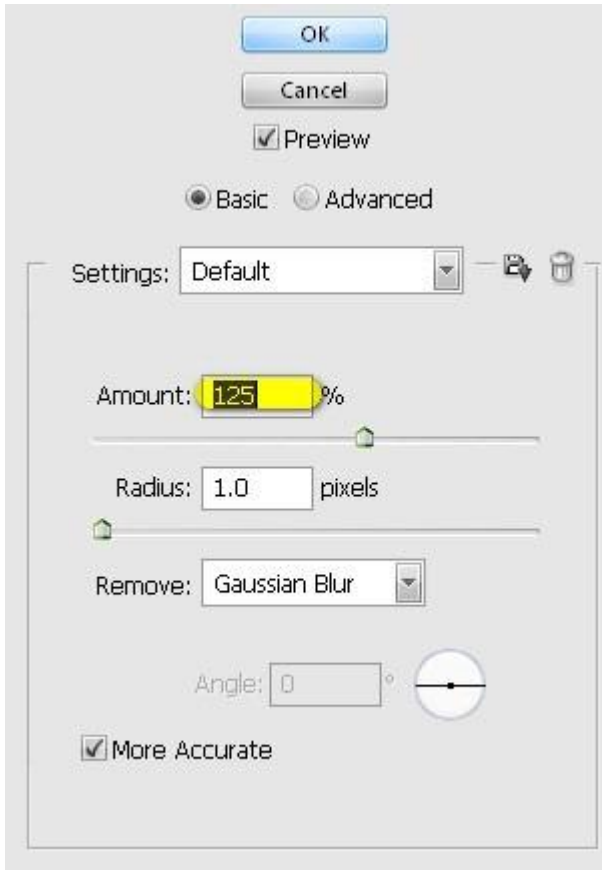 OK
Cancel
Preview
Basic Advanced
Settings: Default
Amount: 125 %
Radius: 1.0 pixels
Remove: Gaussian Blur
Angle: 0 °
More Accurate